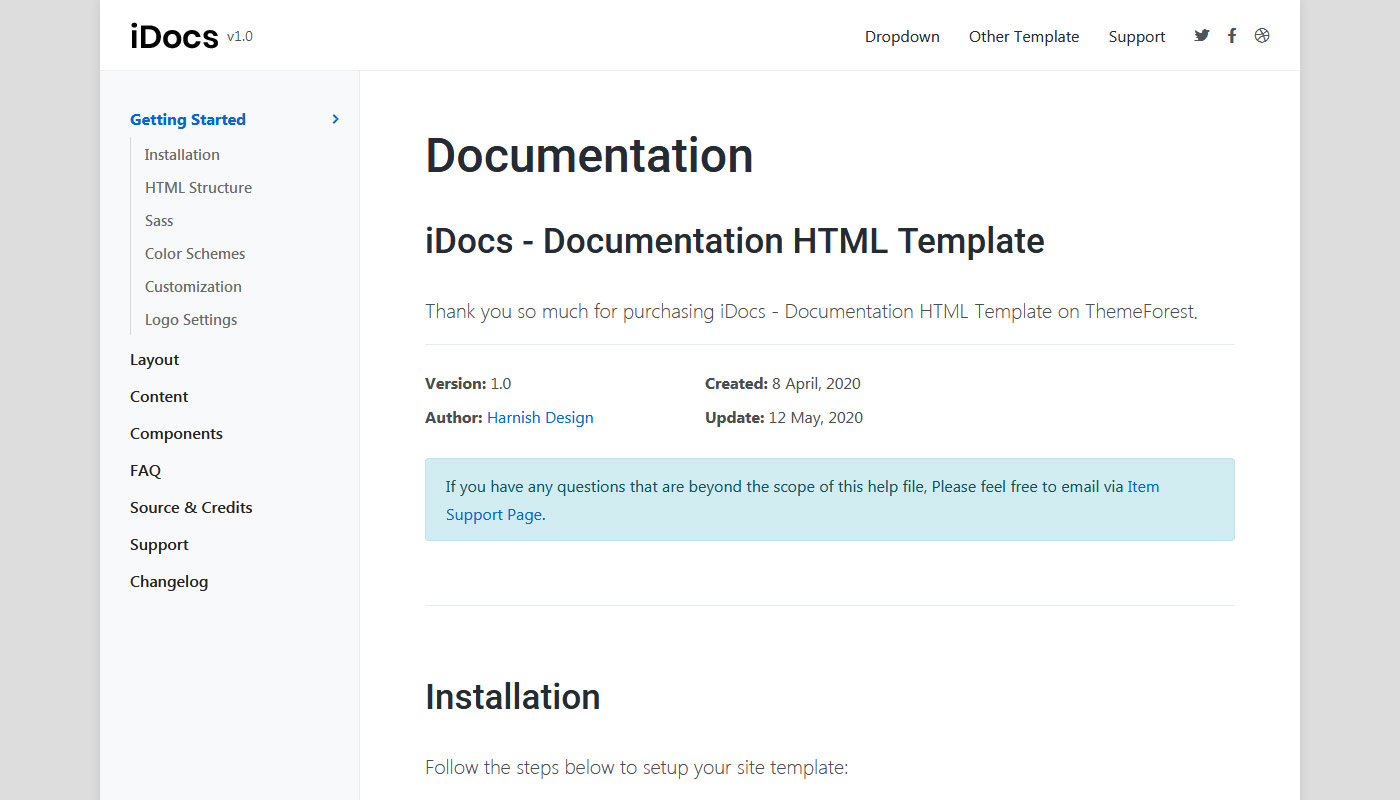 iDocs v1.0
Dropdown Other Template Support
Getting Started
Installation
HTML Structure
Sass
Color Schemes
Customization
Logo Settings
Layout
Content
Components
FAQ
Source & Credits
Support
Changelog
Documentation
iDocs - Documentation HTML Template
Thank you so much for purchasing iDocs - Documentation HTML Template on ThemeForest.
Version: 1.0
Created: 8 April, 2020
Author: Harnish Design
Update: 12 May, 2020
If you have any questions that are beyond the scope of this help file, Please feel free to email via Item
Support Page.
Installation
Follow the steps below to setup your site template: